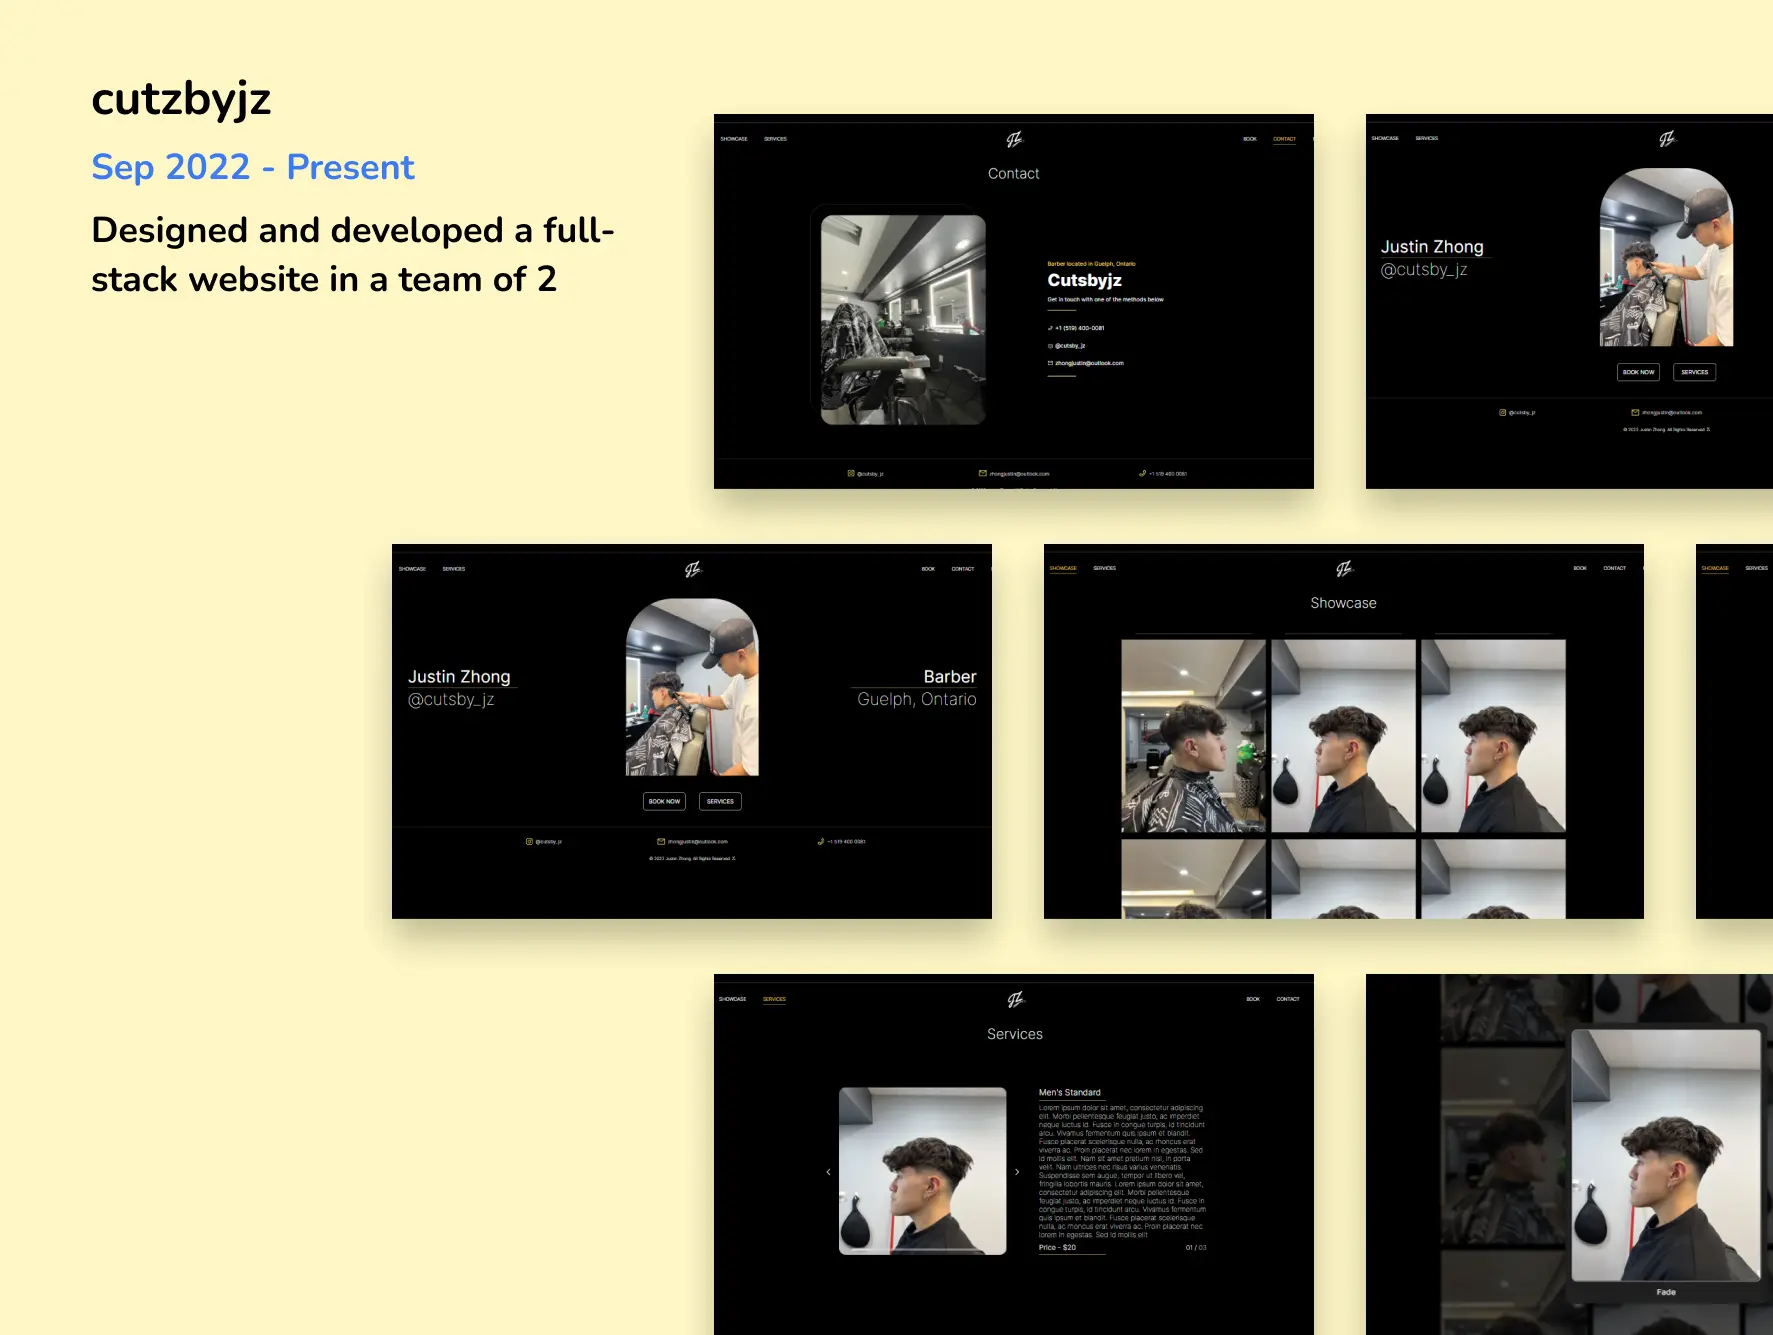 cutzbyjz
Sep 2022 - Present
Designed and developed a full-
stack website in a team of 2
SHOWCASE SERVICES JZ BOOK CONTACT
Contact
Barber located in Guelph, Ontario
Cutsbyjz
Get in touch with one of the methods below
+1 (519) 400-0081
@cutsby_jz
zhongjustin@outlook.com
@cutsby_jz zhongjustin@outlook.com +1 519 400 0081
SHOWCASE SERVICES JZ
Justin Zhong
@cutsby_jz
BOOK NOW SERVICES
@cutsby_jz zhongjustin@outlook.com
© 2022 Justin Zhong. All Rights Reserved
SHOWCASE SERVICES JZ BOOK CONTACT
Justin Zhong
@cutsby_jz
Barber
Guelph, Ontario
BOOK NOW SERVICES
@cutsby_jz zhongjustin@outlook.com +1 519 400 0081
© 2022 Justin Zhong. All Rights Reserved
SHOWCASE SERVICES JZ BOOK CONTACT
Showcase
SHOWCASE SERVICES
SHOWCASE SERVICES JZ BOOK CONTACT
Services
Men's Standard
Lorem ipsum dolor sit amet, consectetur adipiscing
elit. Morbi pellentesque feugiat justo, ac imperdiet
neque luctus id. Fusce in congue turpis, id tincidunt
arcu. Vivamus fermentum quis ipsum et blandit.
Fusce placerat scelerisque nulla, ac rhoncus erat
viverra ac. Proin placerat nec lorem in egestas. Sed
id mollis elit. Nam sit amet pretium nisl, in porta
velit. Nam ultrices nec risus varius venenatis.
Suspendisse sem augue, tempor ut libero vel,
fringilla lobortis mauris. Lorem ipsum dolor sit amet,
consectetur adipiscing elit. Morbi pellentesque
feugiat justo, ac imperdiet neque luctus id. Fusce in
congue turpis, id tincidunt arcu. Vivamus fermentum
quis ipsum et blandit. Fusce placerat scelerisque
nulla, ac rhoncus erat viverra ac. Proin placerat nec
lorem in egestas. Sed id mollis elit
Price - $20 01 / 03
Fade